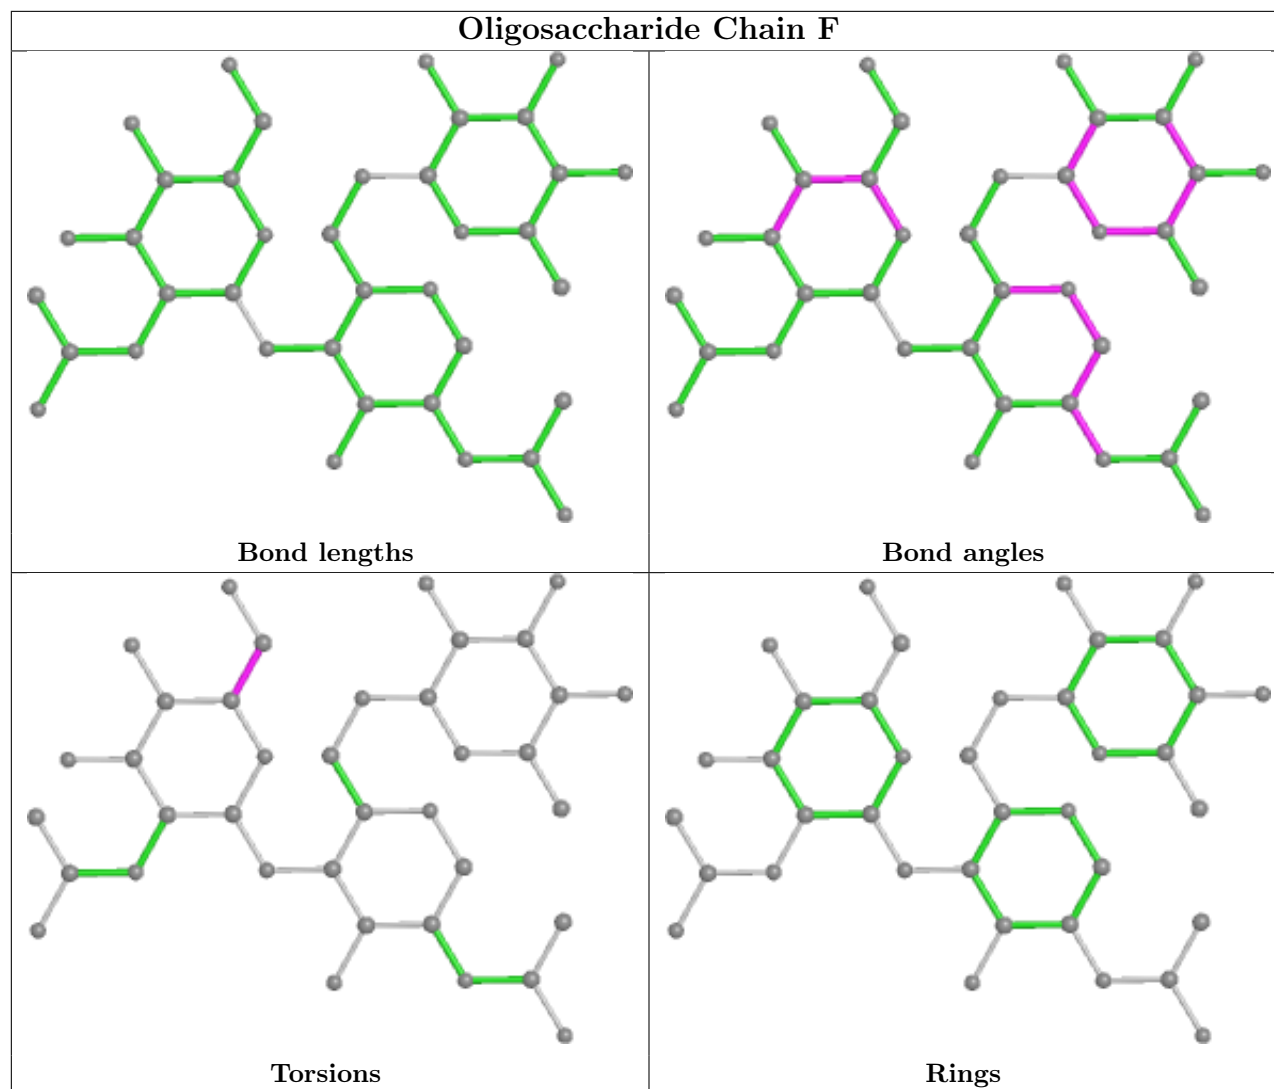 Oligosaccharide Chain F
Bond lengths
Bond angles
Torsions
Rings